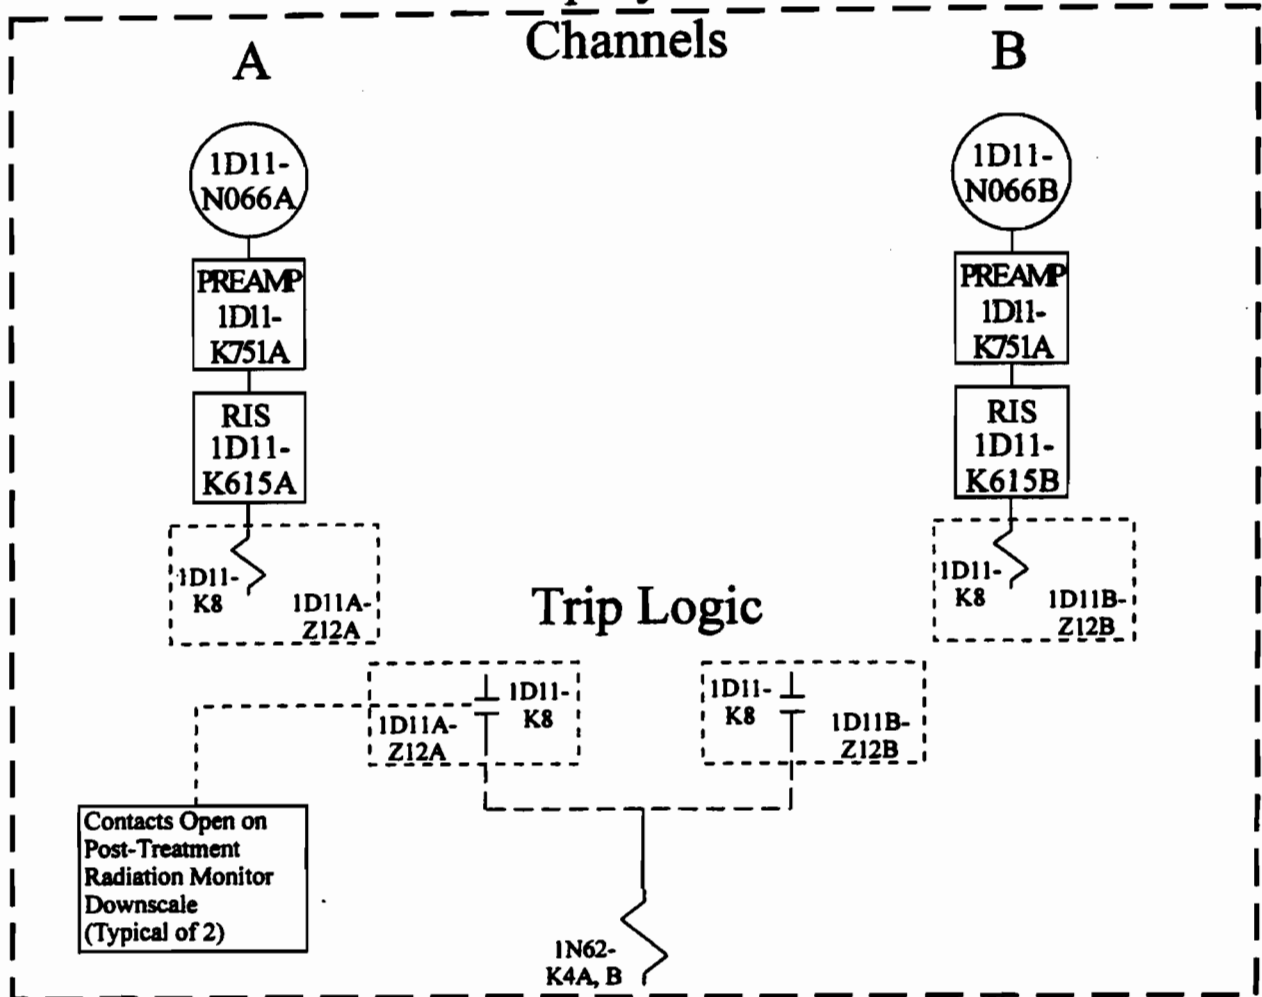 Channels
A
B
1D11-
N066A
1D11-
N066B
PREAMP
1D11-
K751A
PREAMP
1D11-
K751A
RIS
1D11-
K615A
RIS
1D11-
K615B
1D11-
K8
1D11A-
Z12A
1D11-
K8
1D11B-
Z12B
Trip Logic
1D11-
K8
1D11A-
Z12A
1D11-
K8
1D11B-
Z12B
Contacts Open on
Post-Treatment
Radiation Monitor
Downscale
(Typical of 2)
1N62-
K4A, B